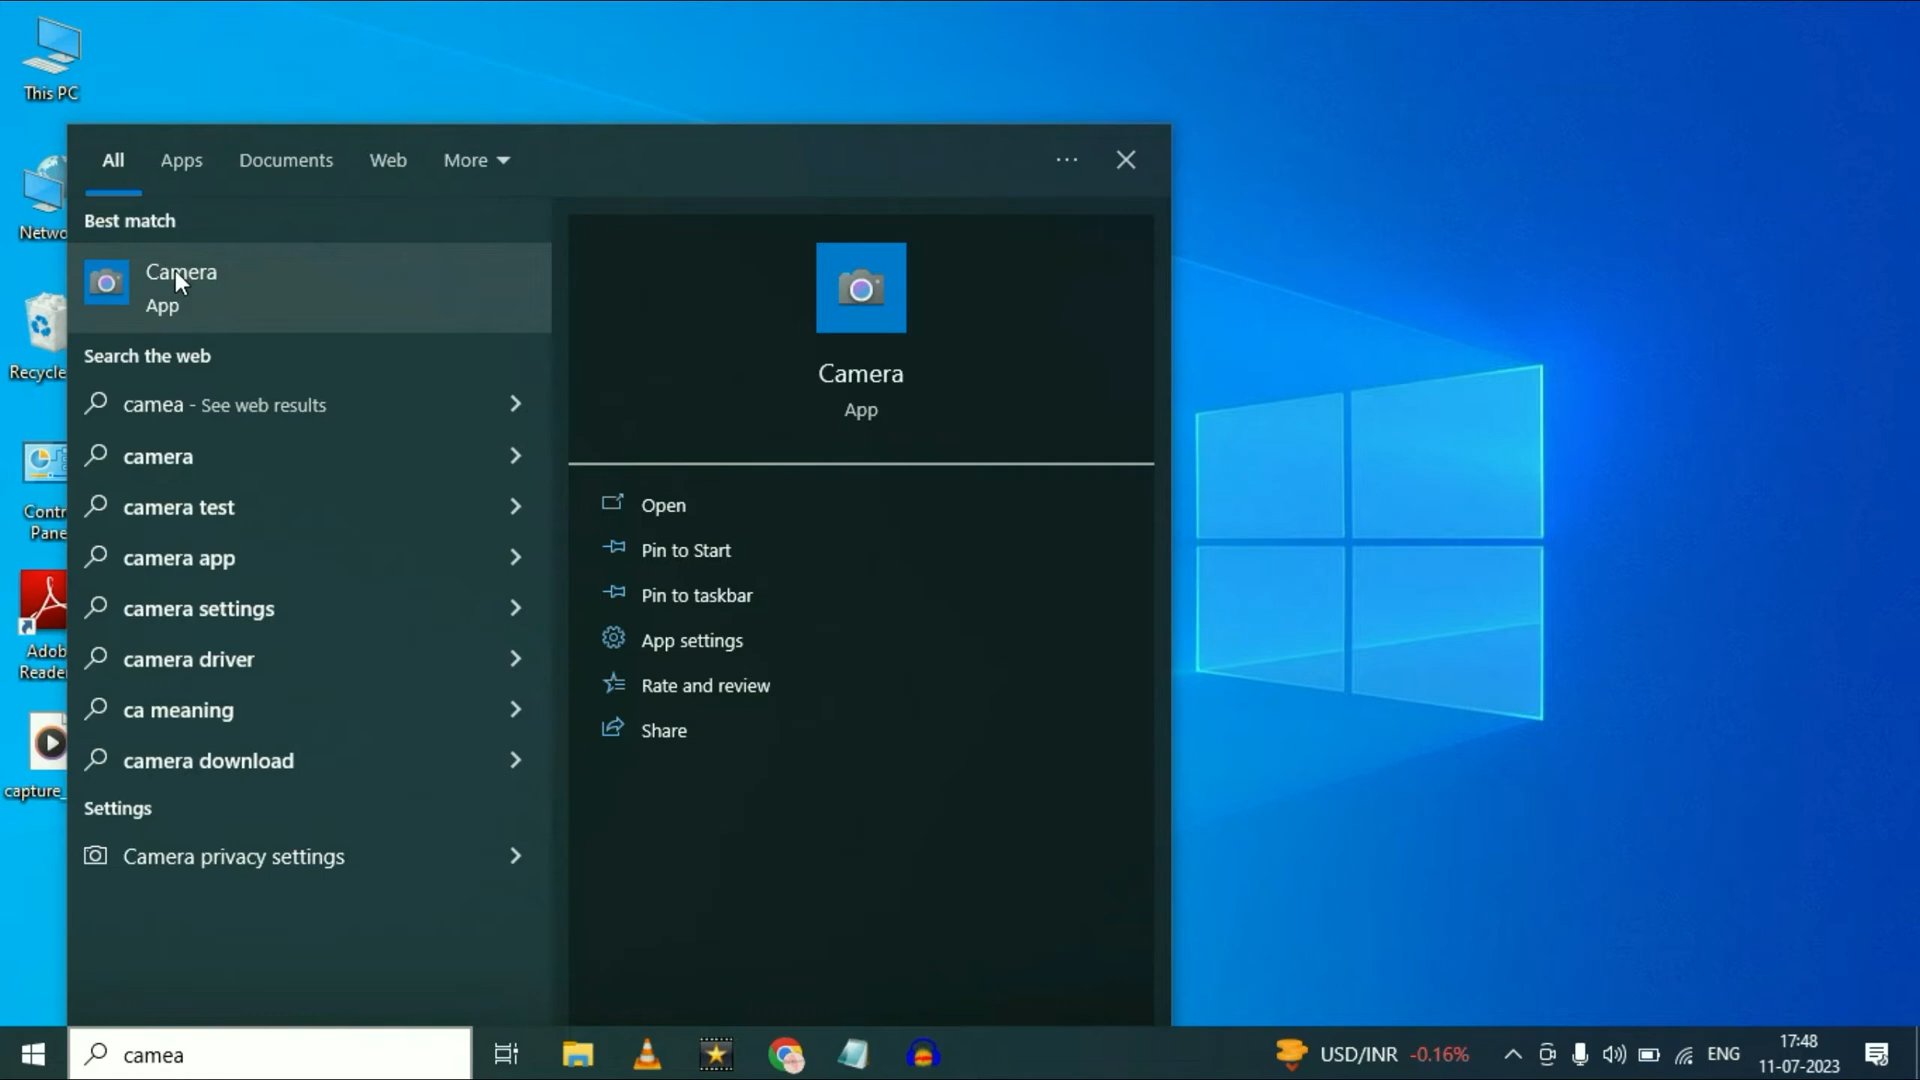 This PC
Netwo
Recycle
Contr
Pane
Adob
Reade
capture_
All Apps Documents Web More
Best match
Camera
App
Search the web
camea - See web results
camera
camera test
camera app
camera settings
camera driver
ca meaning
camera download
Settings
Camera privacy settings
Camera
App
Open
Pin to Start
Pin to taskbar
App settings
Rate and review
Share
camea
USD/INR -0.16%
ENG
17:48
11-07-2023